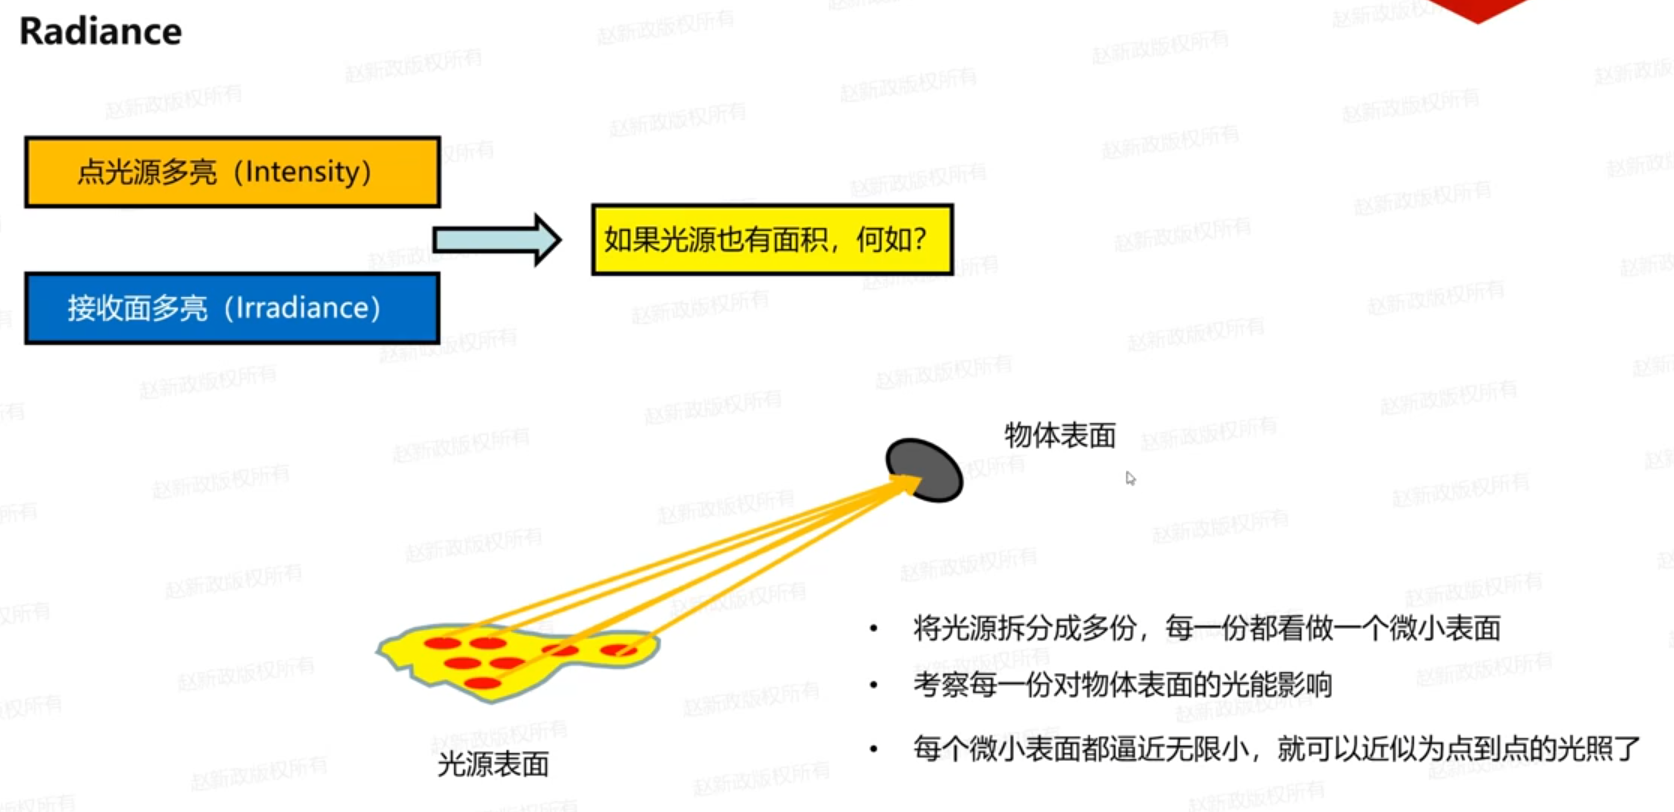 Radiance
点光源多亮（Intensity）
如果光源也有面积，何如？
接收面多亮（Irradiance）
物体表面
• 将光源拆分成多份，每一份都看做一个微小表面
• 考察每一份对物体表面的光能影响
• 每个微小表面都逼近无限小，就可以近似为点到点的光照了
光源表面
赵新政版权所有